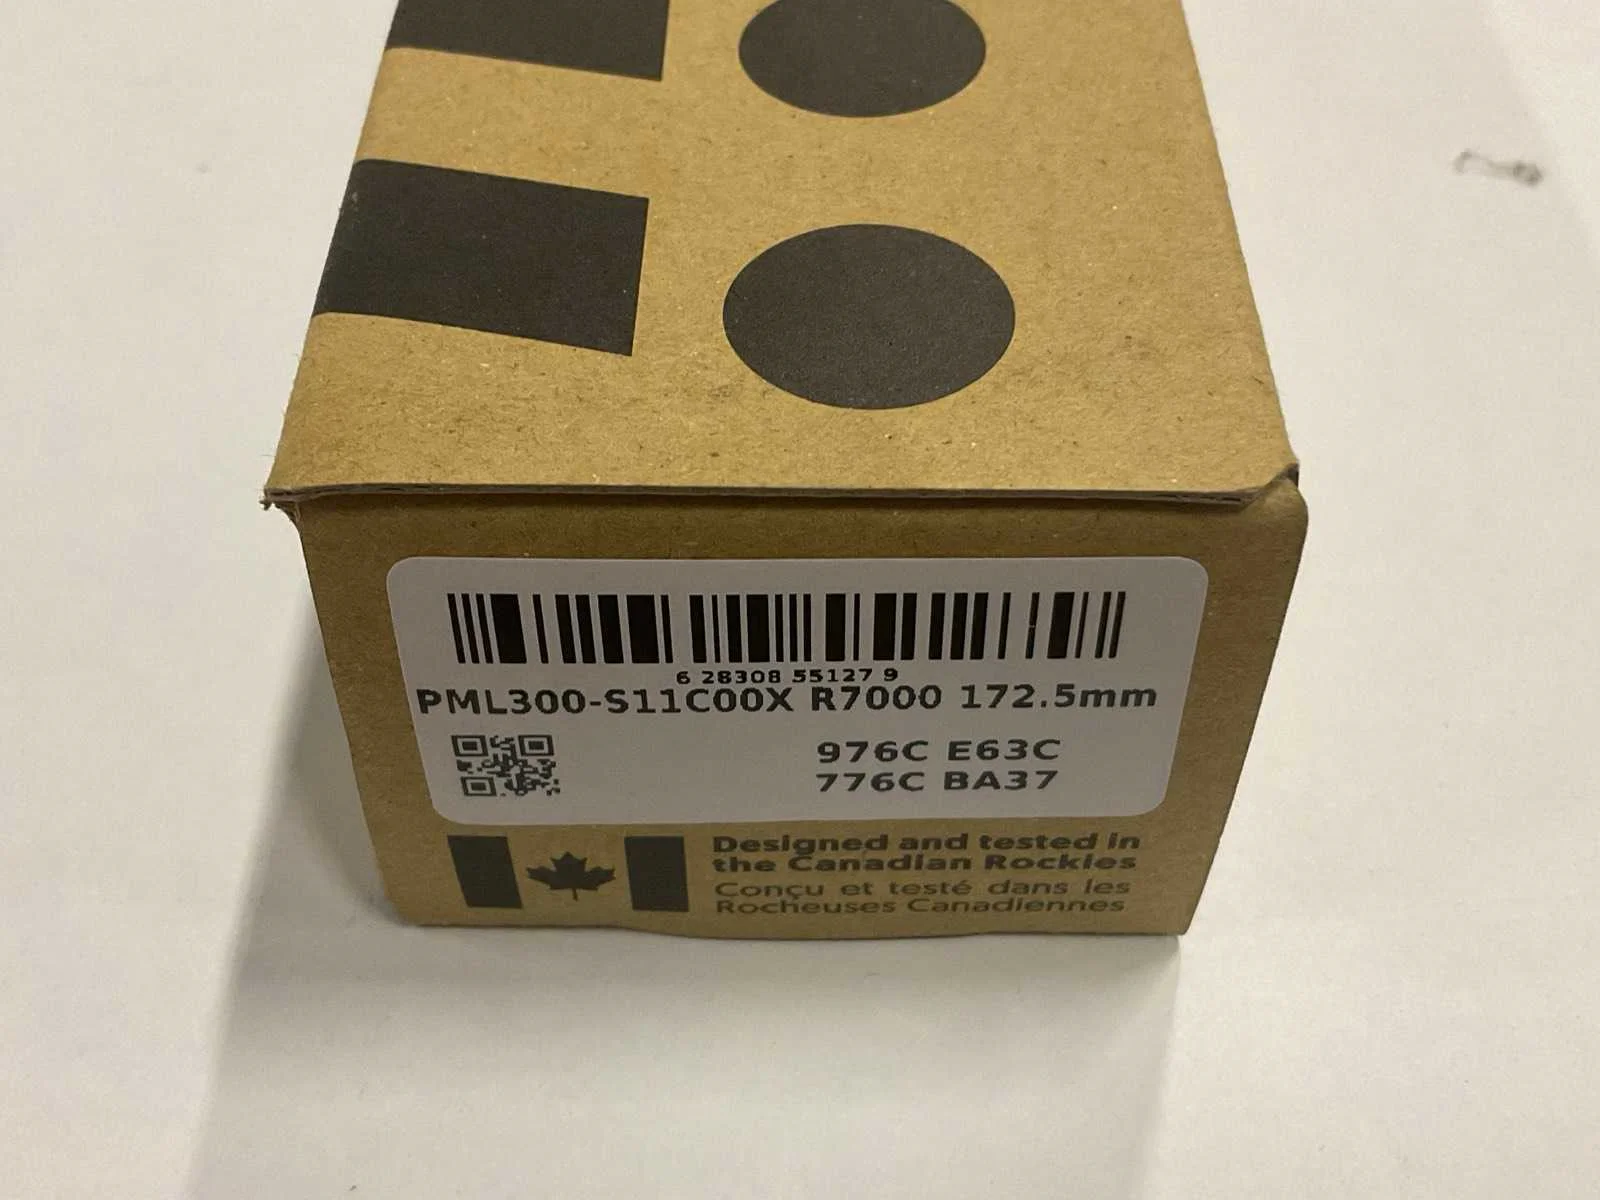 6 28308 55127 9
PML300-S11C00X R7000 172.5mm
976C E63C
776C BA37
Designed and tested in
the Canadian Rockies
Conçu et testé dans les
Rocheuses Canadiennes